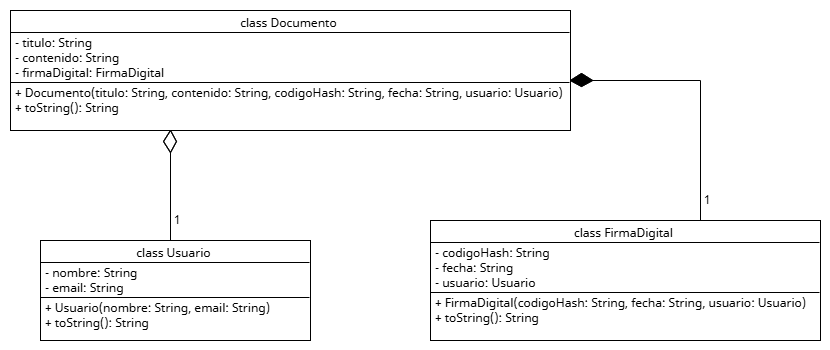 class Documento
- titulo: String
- contenido: String
- firmaDigital: FirmaDigital
+ Documento(titulo: String, contenido: String, codigoHash: String, fecha: String, usuario: Usuario)
+ toString(): String
1
1
class Usuario
- nombre: String
- email: String
+ Usuario(nombre: String, email: String)
+ toString(): String
class FirmaDigital
- codigoHash: String
- fecha: String
- usuario: Usuario
+ FirmaDigital(codigoHash: String, fecha: String, usuario: Usuario)
+ toString(): String